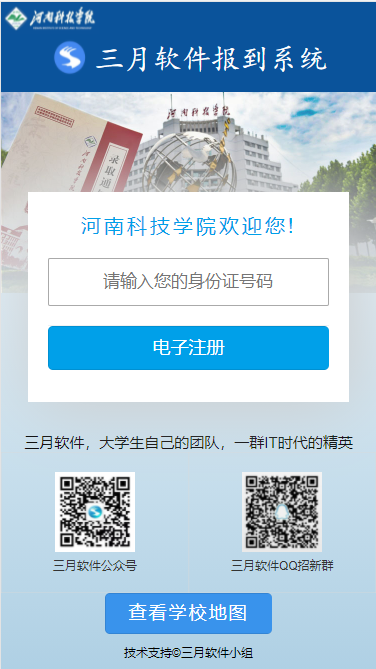 河南科技学院
三月软件报到系统
河南科技学院
录取通
河南科技学院欢迎您!
请输入您的身份证号码
电子注册
三月软件，大学生自己的团队，一群IT时代的精英
三月软件公众号
三月软件QQ招新群
查看学校地图
技术支持©三月软件小组